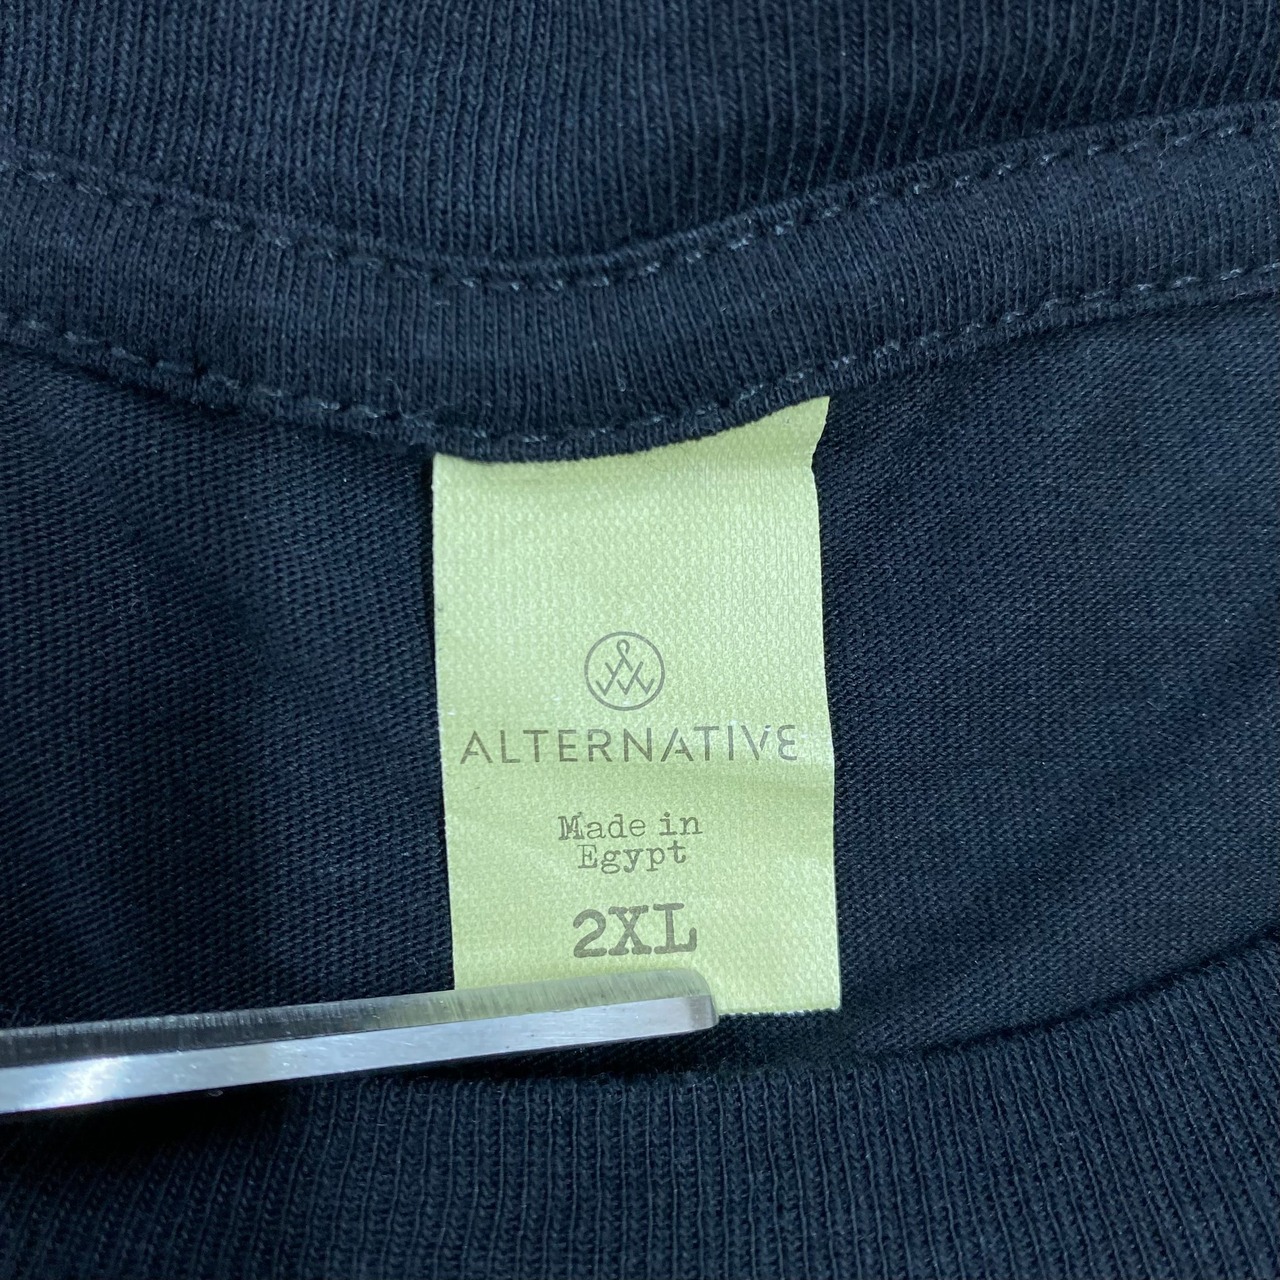 ALTERNATIVE
Made in
Egypt
2XL